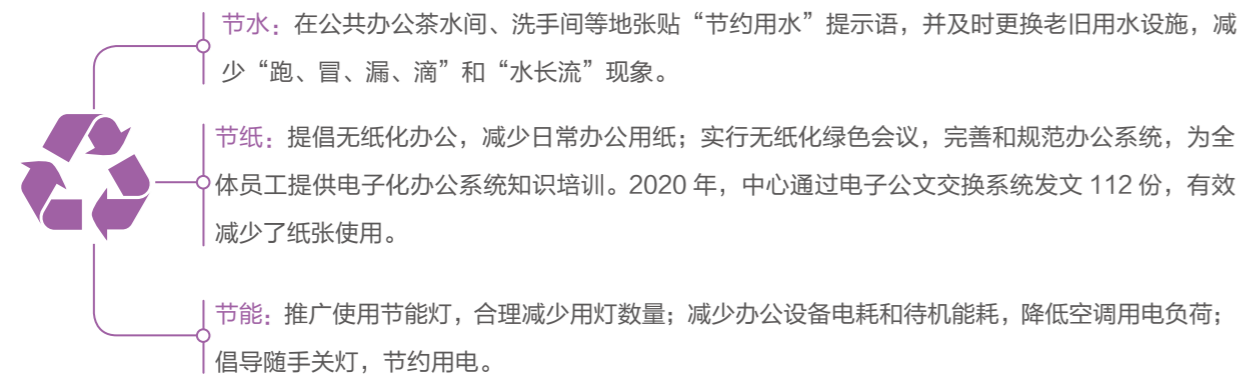 节水：在公共办公茶水间、洗手间等地张贴“节约用水”提示语，并及时更换老旧用水设施，减
少“跑、冒、漏、滴”和“水长流”现象。
节纸：提倡无纸化办公，减少日常办公用纸；实行无纸化绿色会议，完善和规范办公系统，为全
体员工提供电子化办公系统知识培训。2020 年，中心通过电子公文交换系统发文 112 份，有效
减少了纸张使用。
节能：推广使用节能灯，合理减少用灯数量；减少办公设备电耗和待机能耗，降低空调用电负荷；
倡导随手关灯，节约用电。